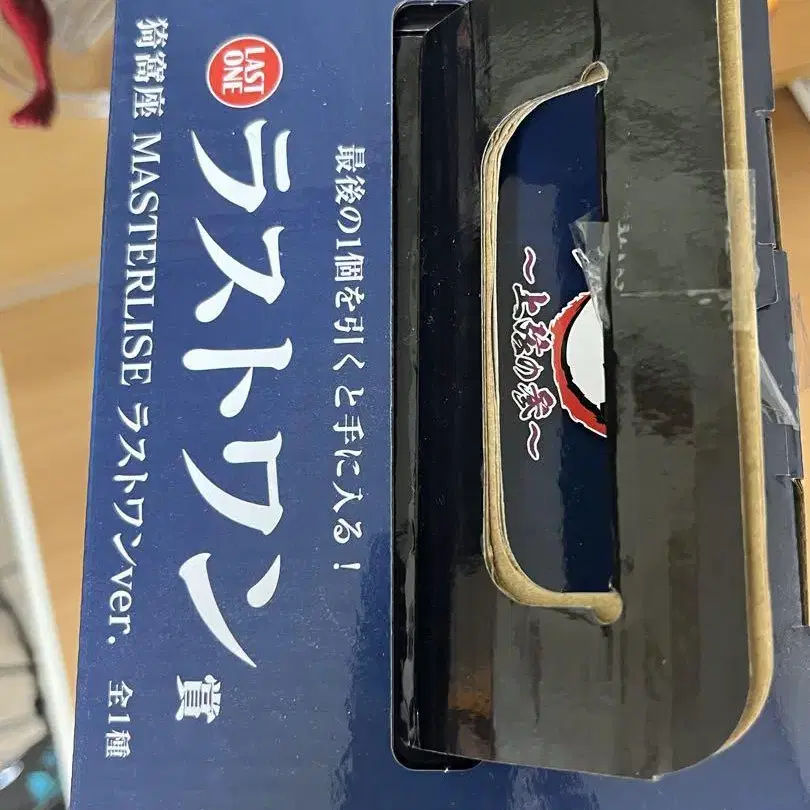 最後の1個を引くと手に入る!
LAST
ONE
ラストワン賞
猗窩座 MASTERLISE ラストワンver. 全1種
～上弦の参～